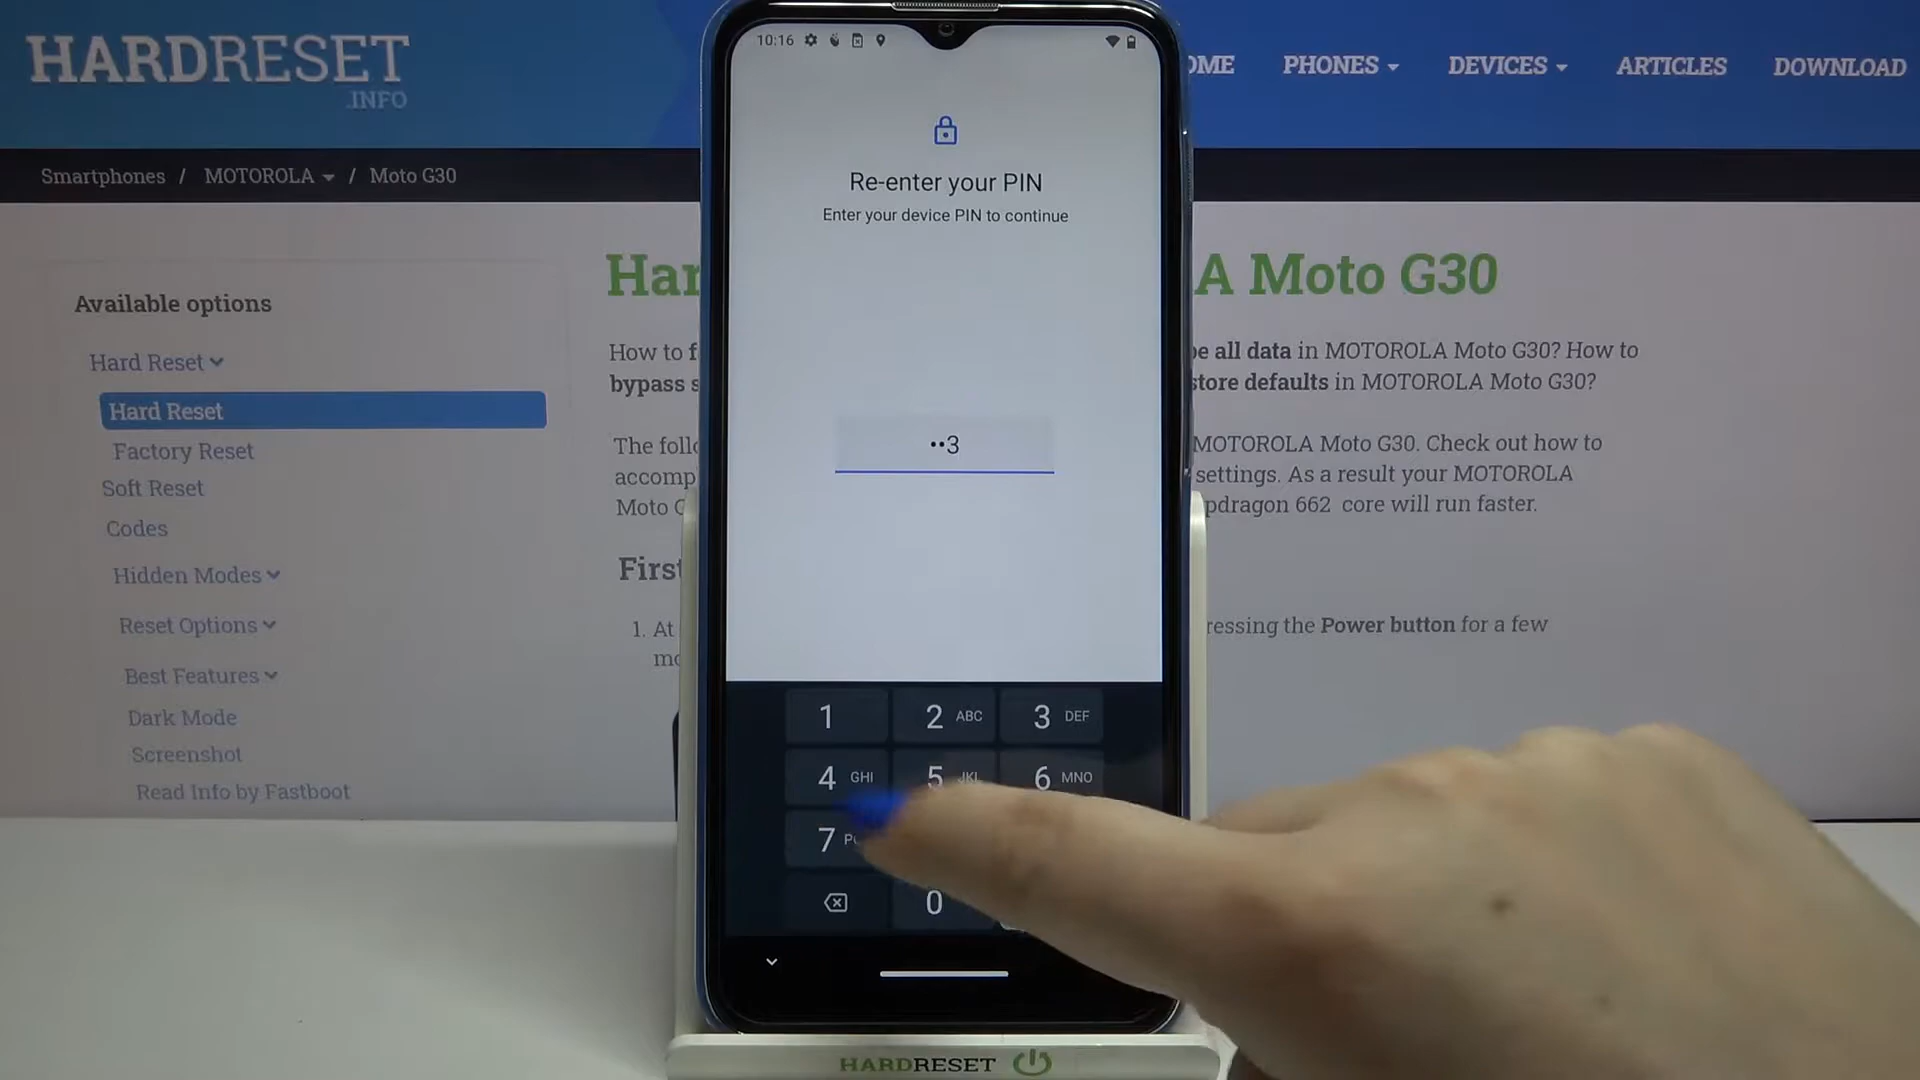 HARDRESET
.INFO
OME PHONES DEVICES ARTICLES DOWNLOAD
Smartphones / MOTOROLA / Moto G30
10:16
Re-enter your PIN
Enter your device PIN to continue
••3
1
2 ABC
3 DEF
4 GHI
5 JKL
6 MNO
7
0
Available options
Hard Reset
Hard Reset
Factory Reset
Soft Reset
Codes
Hidden Modes
Reset Options
Best Features
Dark Mode
Screenshot
Read Info by Fastboot
Har A Moto G30
How to f e all data in MOTOROLA Moto G30? How to
bypass s store defaults in MOTOROLA Moto G30?
The follo MOTOROLA Moto G30. Check out how to
accomp settings. As a result your MOTOROLA
Moto G pdragon 662 core will run faster.
First
1. At ressing the Power button for a few
mo
HARDRESET